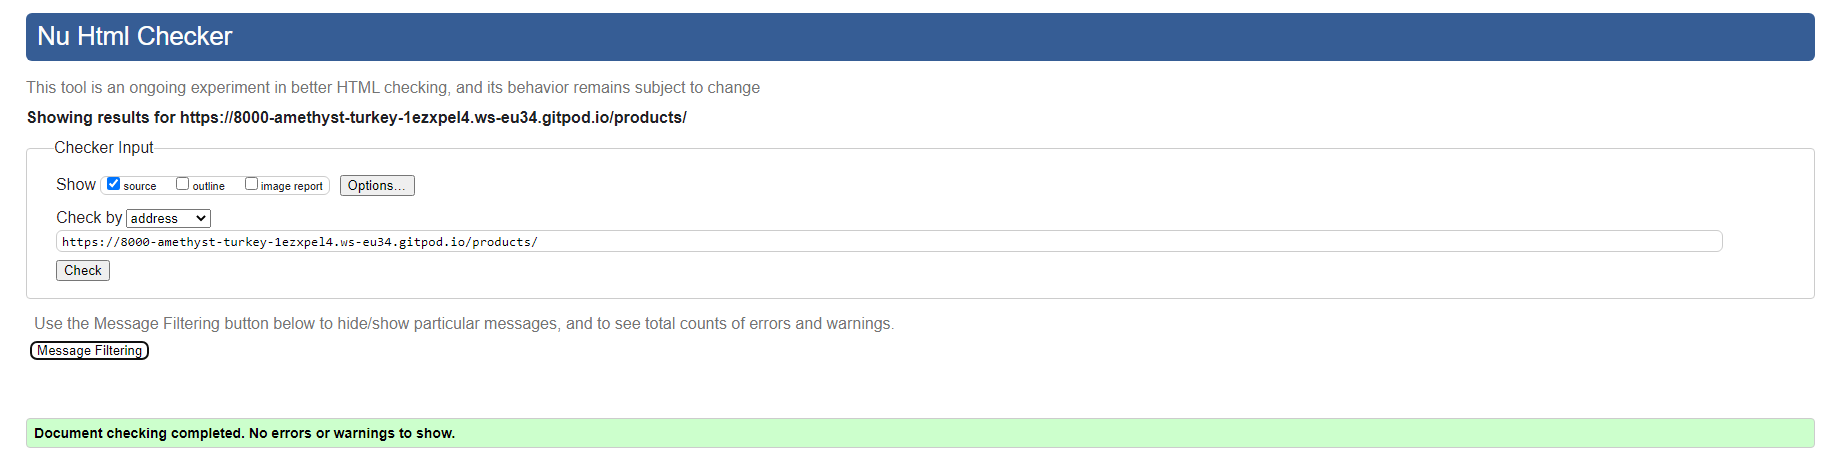 Nu Html Checker
This tool is an ongoing experiment in better HTML checking, and its behavior remains subject to change
Showing results for https://8000-amethyst-turkey-1ezxpel4.ws-eu34.gitpod.io/products/
Checker Input
Show source outline image report Options...
Check by address
https://8000-amethyst-turkey-1ezxpel4.ws-eu34.gitpod.io/products/
Check
Use the Message Filtering button below to hide/show particular messages, and to see total counts of errors and warnings.
Message Filtering
Document checking completed. No errors or warnings to show.